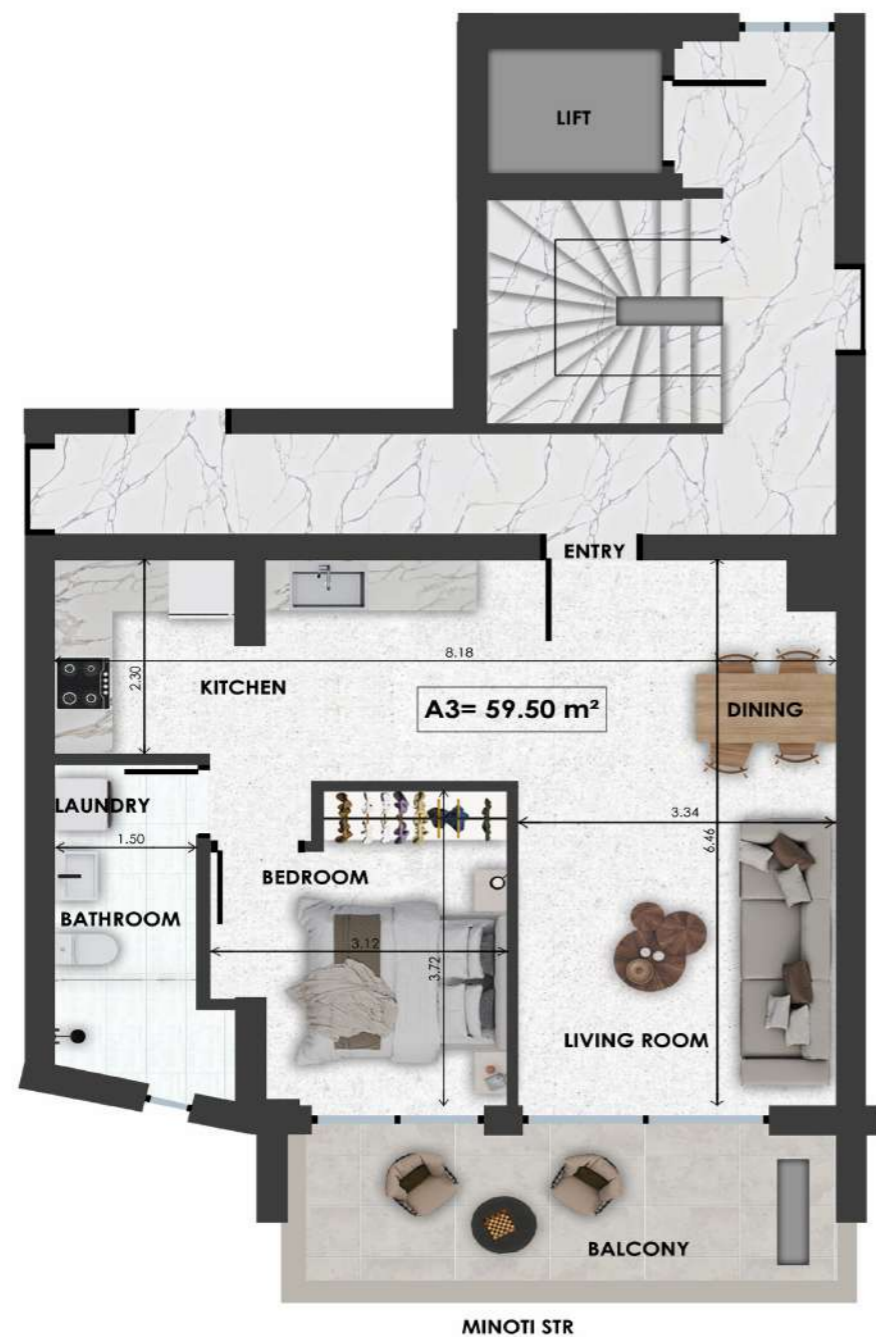 LIFT
ENTRY
8.18
2.30
KITCHEN
A3= 59.50 m²
DINING
LAUNDRY
1.50
3.34
6.46
BEDROOM
BATHROOM
3.12
3.72
LIVING ROOM
BALCONY
MINOTI STR